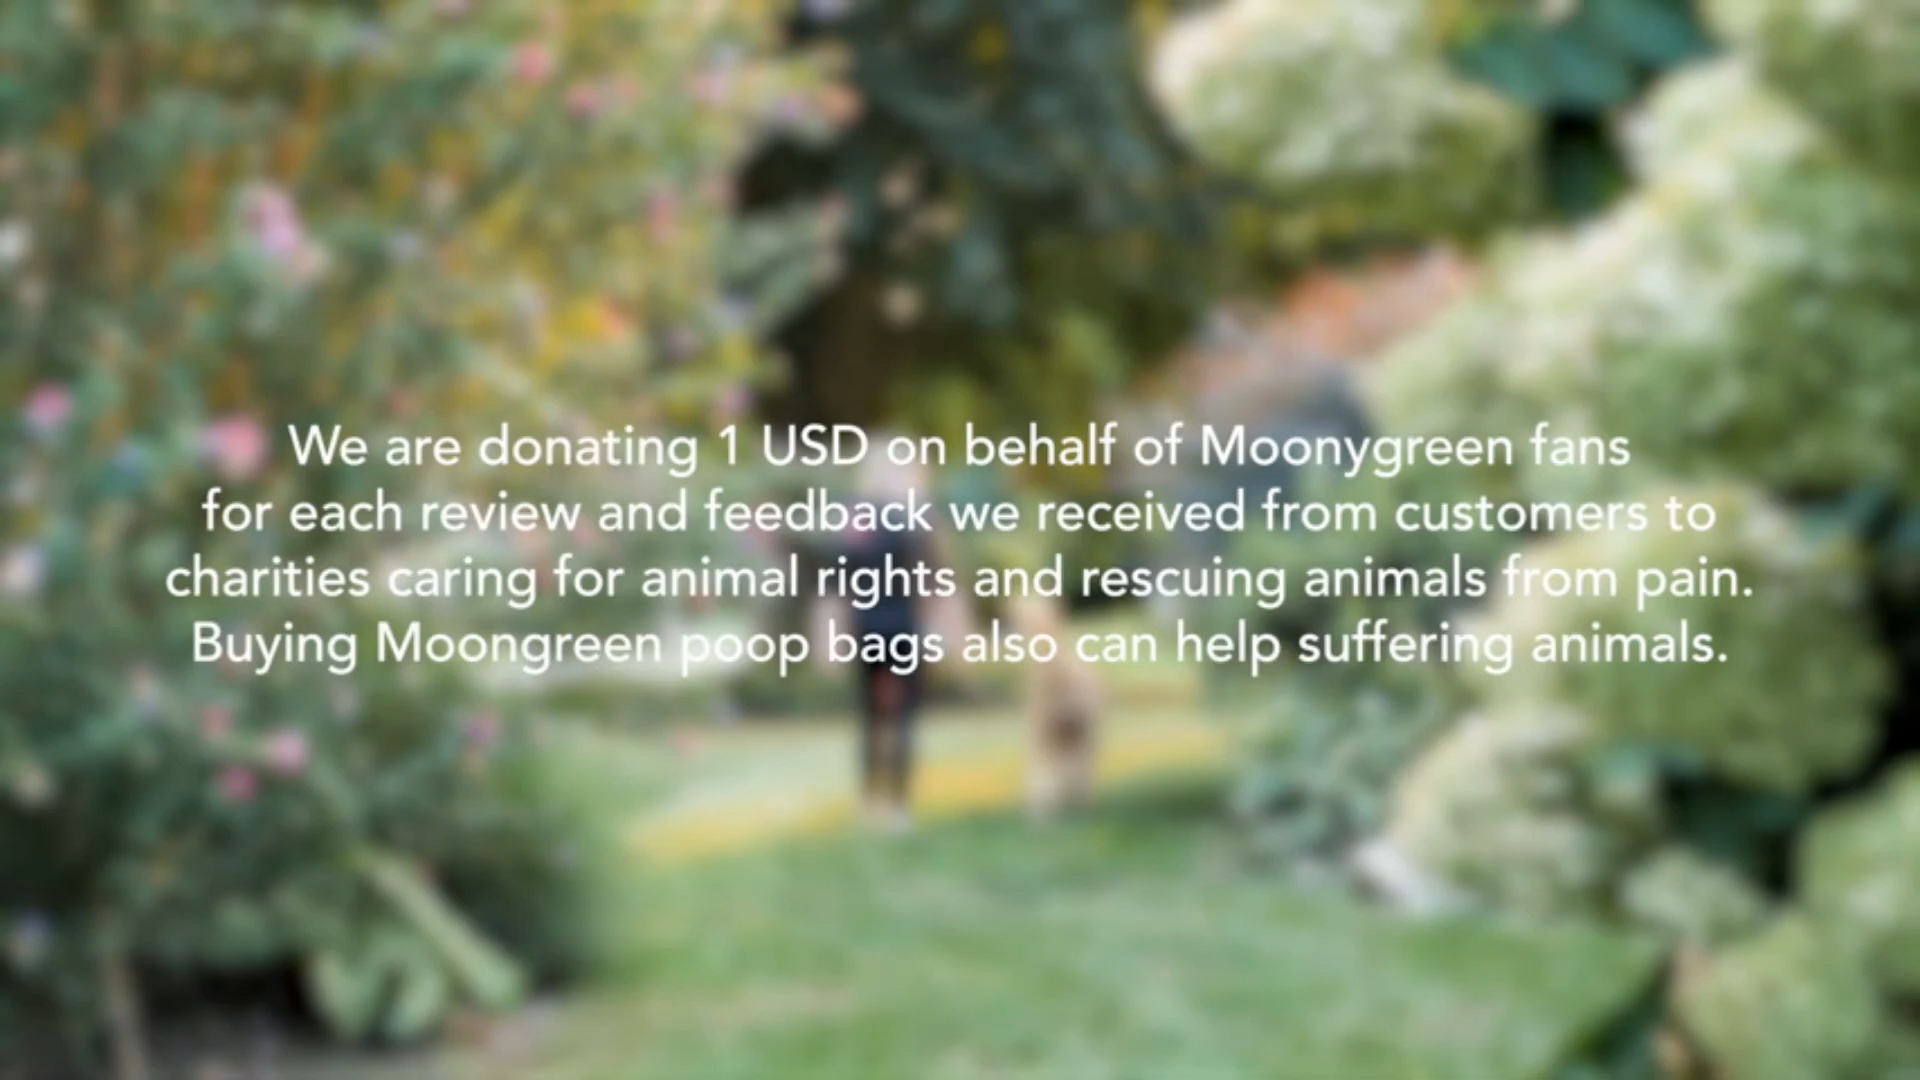 We are donating 1 USD on behalf of Moonygreen fans
for each review and feedback we received from customers to
charities caring for animal rights and rescuing animals from pain.
Buying Moongreen poop bags also can help suffering animals.